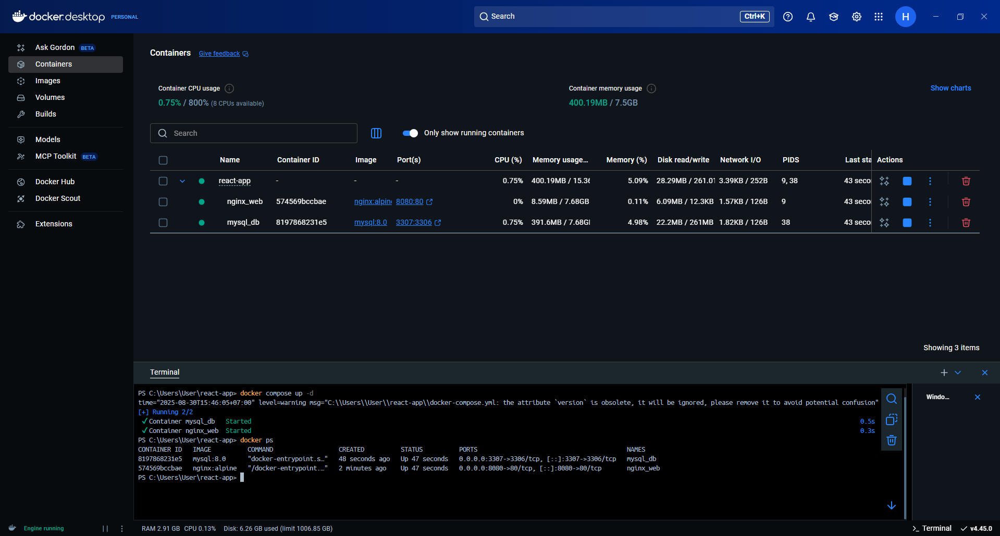 docker.desktop PERSONAL
Search Ctrl+K
H
Ask Gordon BETA
Containers
Images
Volumes
Builds
Models
MCP Toolkit BETA
Docker Hub
Docker Scout
Extensions
Containers Give feedback
Container CPU usage
0.75% / 800% (8 CPUs available)
Container memory usage
400.19MB / 7.5GB
Show charts
Search
Only show running containers
Name Container ID Image Port(s) CPU (%) Memory usage... Memory (%) Disk read/write Network I/O PIDS Last sta Actions
react-app - - - 0.75% 400.19MB / 15.36 5.09% 28.29MB / 261.01 3.39KB / 252B 9, 38 43 seco
nginx_web 574569bccbae nginx:alpine 8080:80 0% 8.59MB / 7.68GB 0.11% 6.09MB / 12.3KB 1.57KB / 126B 9 43 seco
mysql_db 8197868231e5 mysql:8.0 3307:3306 0.75% 391.6MB / 7.68GB 4.98% 22.2MB / 261MB 1.82KB / 126B 38 43 seco
Showing 3 items
Terminal
PS C:\Users\User\react-app> docker compose up -d
time="2025-08-30T15:46:05+07:00" level=warning msg="C:\\Users\\User\\react-app\\docker-compose.yml: the attribute `version` is obsolete, it will be ignored, please remove it to avoid potential confusion"
[+] Running 2/2
✔Container mysql_db Started 0.5s
✔Container nginx_web Started 0.3s
PS C:\Users\User\react-app> docker ps
CONTAINER ID IMAGE COMMAND CREATED STATUS PORTS NAMES
8197868231e5 mysql:8.0 "docker-entrypoint.s…" 48 seconds ago Up 47 seconds 0.0.0.0:3307->3306/tcp, [::]:3307->3306/tcp mysql_db
574569bccbae nginx:alpine "/docker-entrypoint.…" 2 minutes ago Up 47 seconds 0.0.0.0:8080->80/tcp, [::]:8080->80/tcp nginx_web
PS C:\Users\User\react-app>
Windo...
Engine running
RAM 2.91 GB CPU 0.13% Disk: 6.26 GB used (limit 1006.85 GB)
Terminal v4.45.0